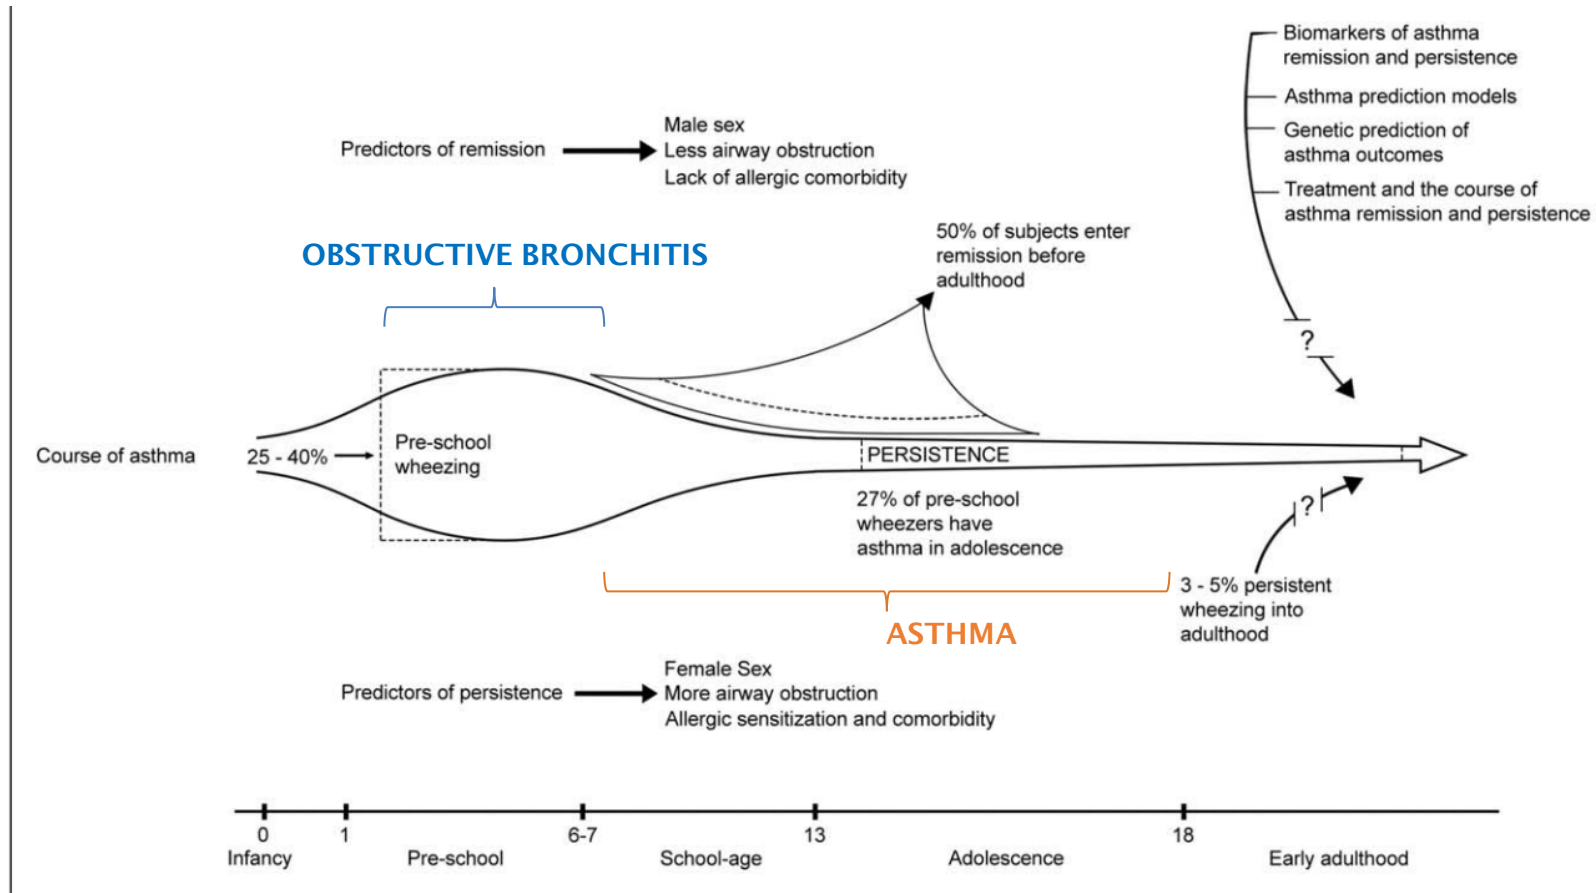 Biomarkers of asthma
remission and persistence
Asthma prediction models
Genetic prediction of
asthma outcomes
Treatment and the course of
asthma remission and persistence
?
Predictors of remission
Male sex
Less airway obstruction
Lack of allergic comorbidity
OBSTRUCTIVE BRONCHITIS
50% of subjects enter
remission before
adulthood
Course of asthma
25 - 40%
Pre-school
wheezing
PERSISTENCE
27% of pre-school
wheezers have
asthma in adolescence
?
3 - 5% persistent
wheezing into
adulthood
ASTHMA
Predictors of persistence
Female Sex
More airway obstruction
Allergic sensitization and comorbidity
0 1 6-7 13 18
Infancy Pre-school School-age Adolescence Early adulthood